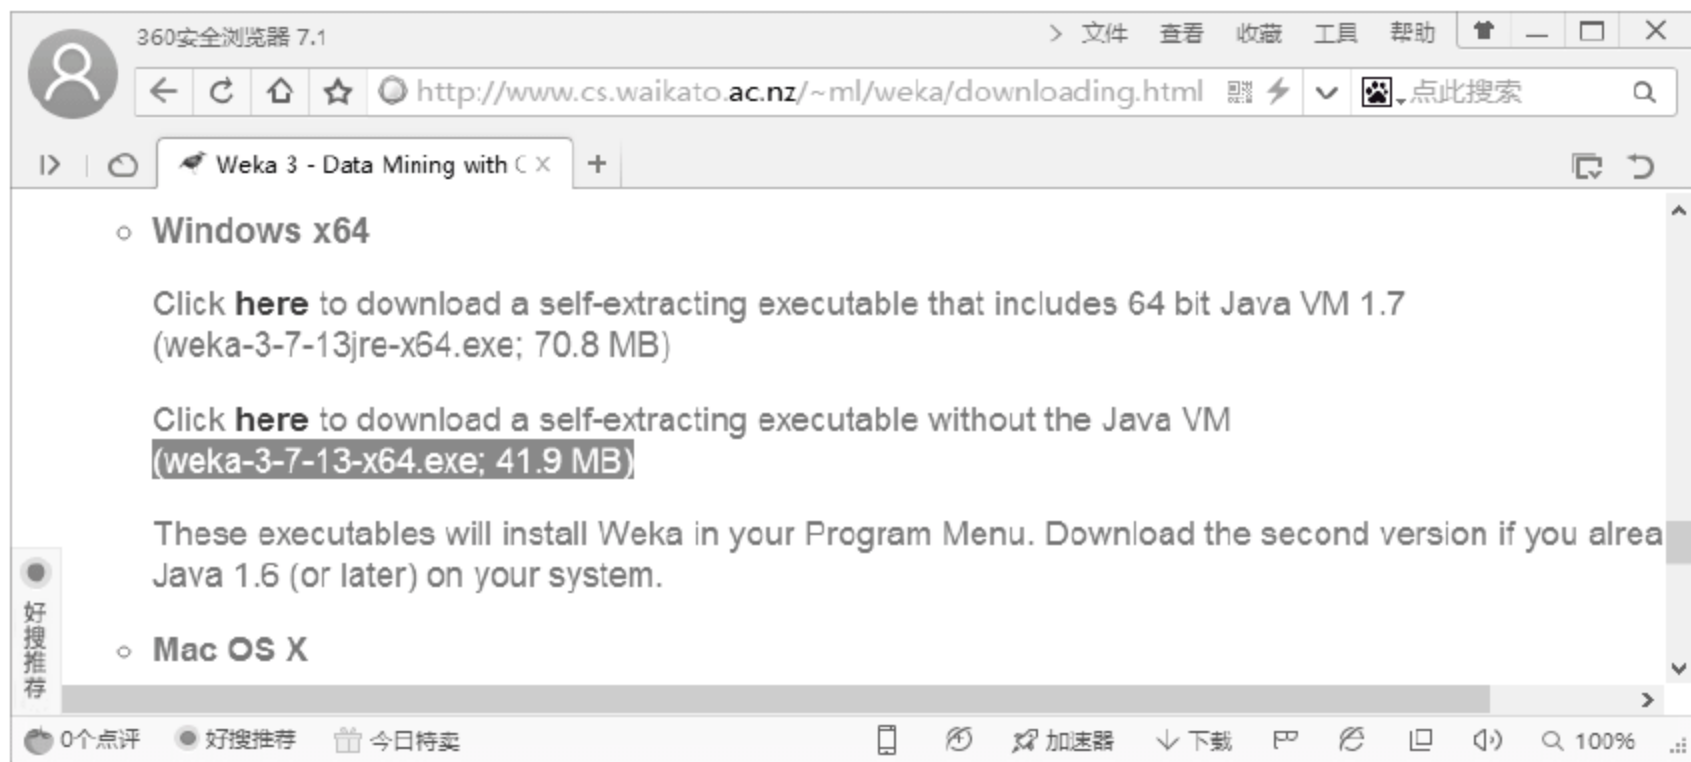 360安全浏览器 7.1
文件 查看 收藏 工具 帮助
http://www.cs.waikato.ac.nz/~ml/weka/downloading.html
点此搜索
Weka 3 - Data Mining with
Windows x64
Click here to download a self-extracting executable that includes 64 bit Java VM 1.7
(weka-3-7-13jre-x64.exe; 70.8 MB)
Click here to download a self-extracting executable without the Java VM
(weka-3-7-13-x64.exe; 41.9 MB)
These executables will install Weka in your Program Menu. Download the second version if you alrea
Java 1.6 (or later) on your system.
Mac OS X
好搜推荐
0个点评 好搜推荐 今日特卖 加速器 下载 100%